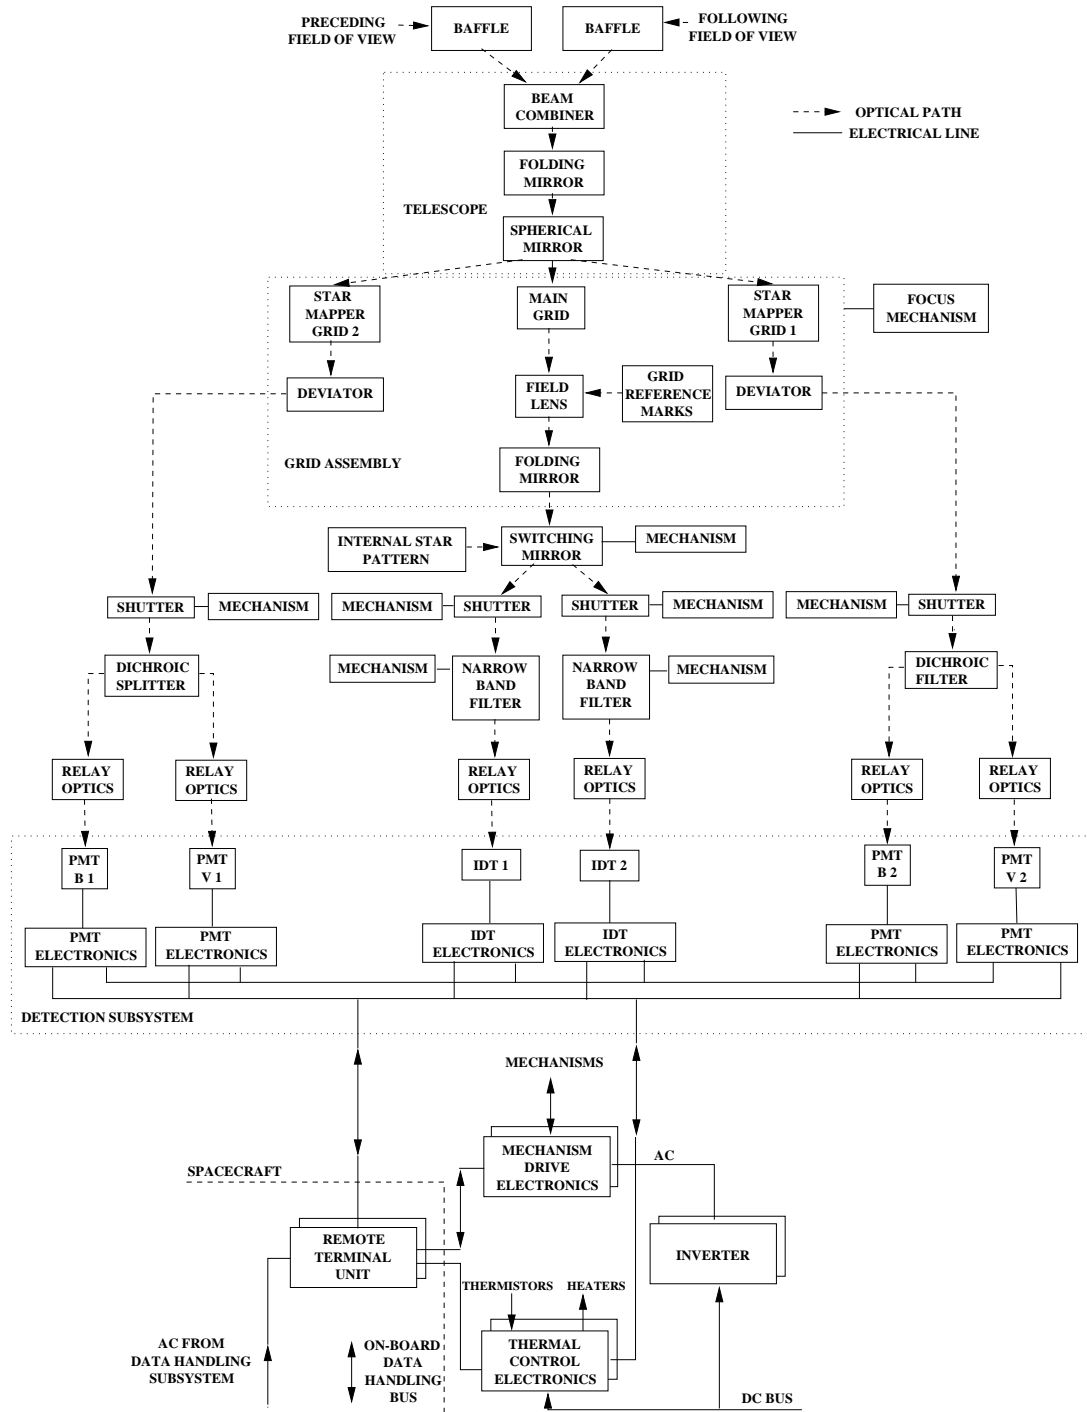 PRECEDING
FIELD OF VIEW
BAFFLE
BAFFLE
FOLLOWING
FIELD OF VIEW
BEAM
COMBINER
OPTICAL PATH
ELECTRICAL LINE
FOLDING
MIRROR
TELESCOPE
SPHERICAL
MIRROR
STAR
MAPPER
GRID 2
MAIN
GRID
STAR
MAPPER
GRID 1
FOCUS
MECHANISM
DEVIATOR
FIELD
LENS
GRID
REFERENCE
MARKS
DEVIATOR
GRID ASSEMBLY
FOLDING
MIRROR
INTERNAL STAR
PATTERN
SWITCHING
MIRROR
MECHANISM
SHUTTER
MECHANISM
MECHANISM
SHUTTER
SHUTTER
MECHANISM
MECHANISM
SHUTTER
DICHROIC
SPLITTER
MECHANISM
NARROW
BAND
FILTER
NARROW
BAND
FILTER
MECHANISM
DICHROIC
FILTER
RELAY
OPTICS
RELAY
OPTICS
RELAY
OPTICS
RELAY
OPTICS
RELAY
OPTICS
RELAY
OPTICS
PMT
B 1
PMT
V 1
IDT 1
IDT 2
PMT
B 2
PMT
V 2
PMT
ELECTRONICS
PMT
ELECTRONICS
IDT
ELECTRONICS
IDT
ELECTRONICS
PMT
ELECTRONICS
PMT
ELECTRONICS
DETECTION SUBSYSTEM
MECHANISMS
MECHANISM
DRIVE
ELECTRONICS
AC
SPACECRAFT
REMOTE
TERMINAL
UNIT
INVERTER
THERMISTORS
HEATERS
THERMAL
CONTROL
ELECTRONICS
AC FROM
DATA HANDLING
SUBSYSTEM
ON-BOARD
DATA
HANDLING
BUS
DC BUS